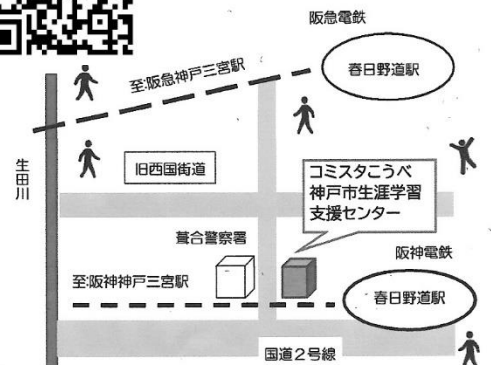 阪急電鉄
至:阪急神戸三宮駅
春日野道駅
生田川
旧西国街道
コミスタこうべ
神戸市生涯学習
支援センター
葺合警察署
阪神電鉄
至:阪神神戸三宮駅
春日野道駅
国道2号線